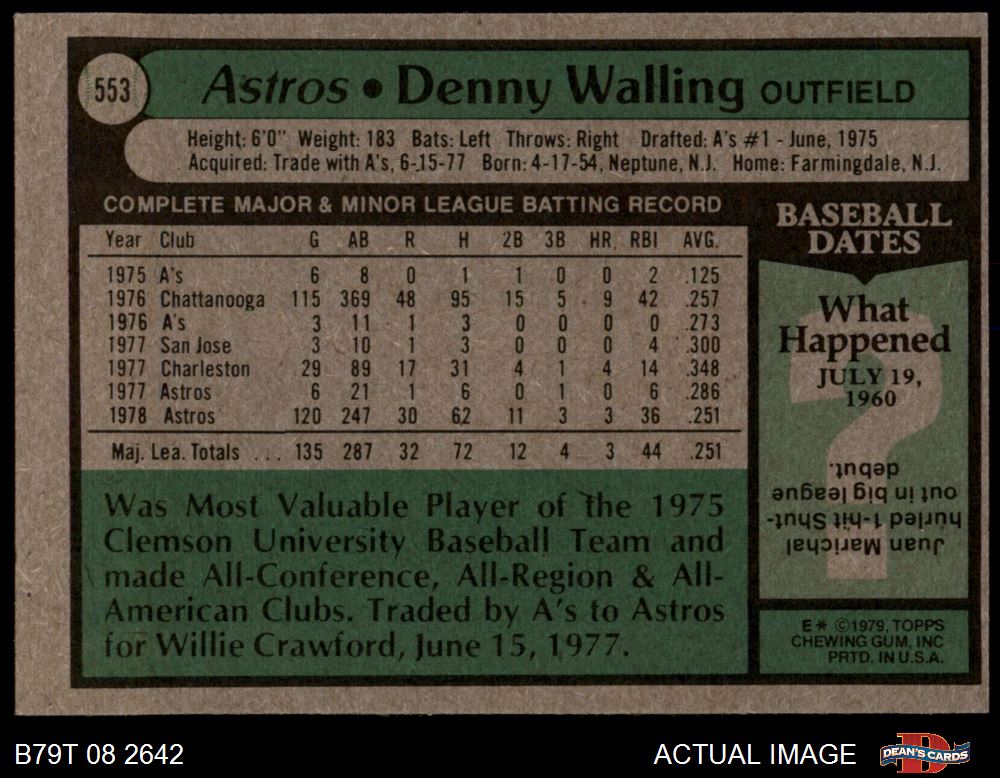 553
Astros • Denny Walling OUTFIELD
Height: 6'0" Weight: 183 Bats: Left Throws: Right Drafted: A's #1 - June, 1975
Acquired: Trade with A's, 6-15-77 Born: 4-17-54, Neptune, N.J. Home: Farmingdale, N.J.
COMPLETE MAJOR & MINOR LEAGUE BATTING RECORD
Year Club G AB R H 2B 3B HR RBI AVG.
1975 A's 6 8 0 1 1 0 0 2 .125
1976 Chattanooga 115 369 48 95 15 5 9 42 .257
1976 A's 3 11 1 3 0 0 0 0 .273
1977 San Jose 3 10 1 3 0 0 0 4 .300
1977 Charleston 29 89 17 31 4 1 4 14 .348
1977 Astros 6 21 1 6 0 1 0 6 .286
1978 Astros 120 247 30 62 11 3 3 36 .251
Maj. Lea. Totals ... 135 287 32 72 12 4 3 44 .251
Was Most Valuable Player of the 1975
Clemson University Baseball Team and
made All-Conference, All-Region & All-
American Clubs. Traded by A's to Astros
for Willie Crawford, June 15, 1977.
BASEBALL
DATES
What
Happened
JULY 19,
1960
?
Juan Marichal
hurled 1-hit Shut-
out in big league
debut.
E* ©1979, TOPPS
CHEWING GUM, INC
PRTD. IN U.S.A.
B79T 08 2642
ACTUAL IMAGE
D
DEAN'S CARDS